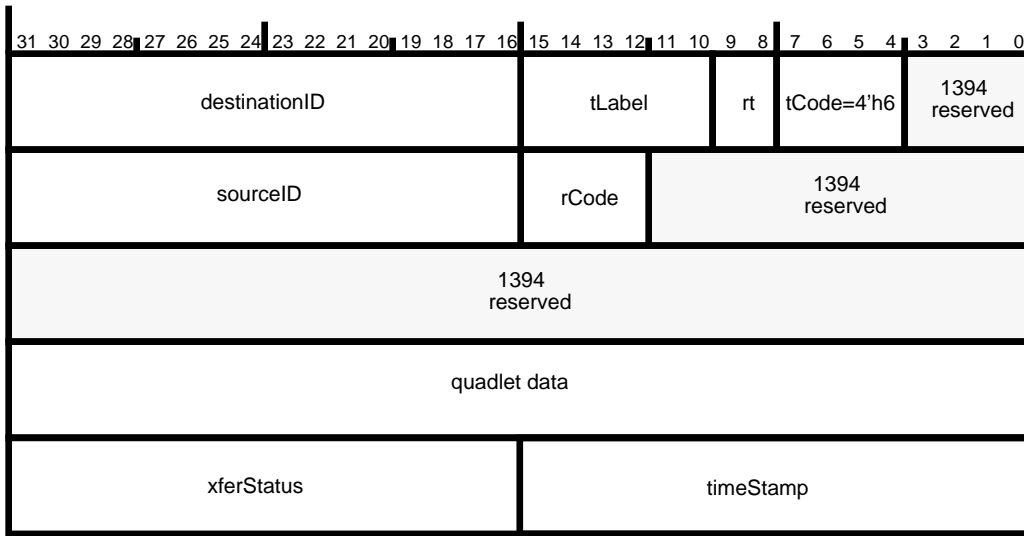 31 30 29 28 27 26 25 24 23 22 21 20 19 18 17 16 15 14 13 12 11 10 9 8 7 6 5 4 3 2 1 0
destinationID tLabel rt tCode=4'h6 1394
reserved
sourceID rCode 1394
reserved
1394
reserved
quadlet data
xferStatus timeStamp